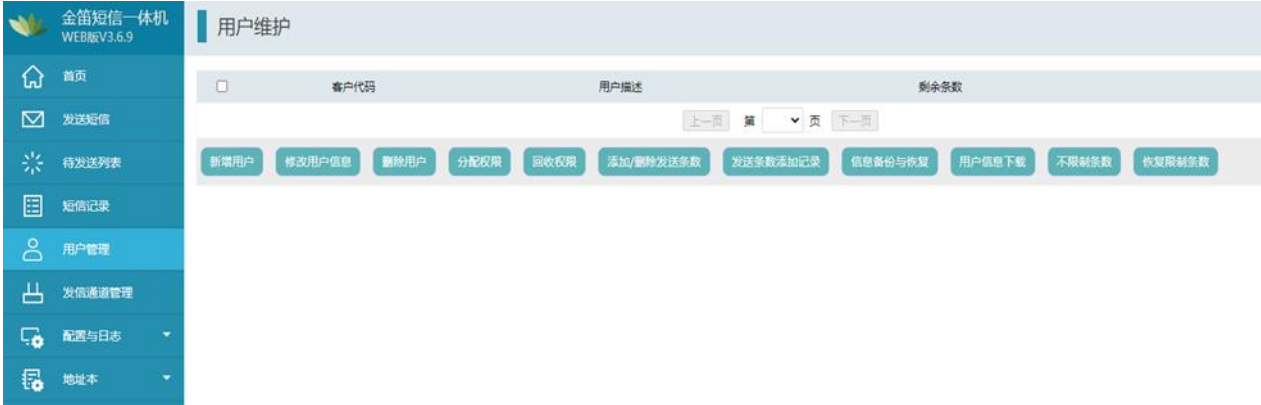 金笛短信一体机
WEB版V3.6.9
首页
发送短信
待发送列表
短信记录
用户管理
发信通道管理
配置与日志
地址本
用户维护
客户代码 用户描述 剩余条数
上一页 第 页 下一页
新增用户 修改用户信息 删除用户 分配权限 回收权限 添加/删除发送条数 发送条数添加记录 信息备份与恢复 用户信息下载 不限制条数 恢复限制条数